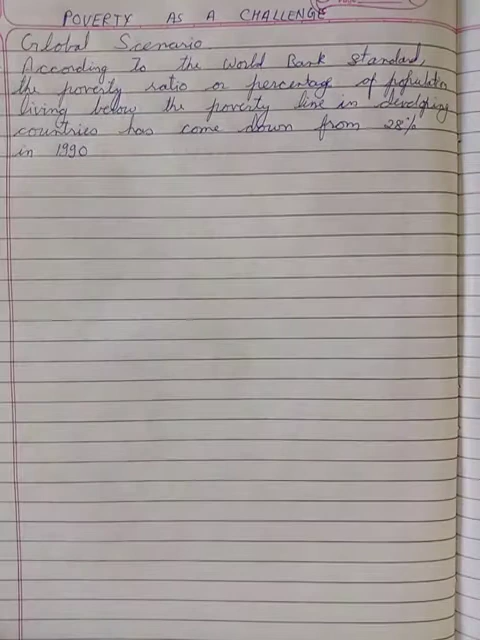 POVERTY AS A CHALLENGE
Global Scenario
According To the World Bank standard,
the poverty ratio or percentage of population
living below the poverty line in developing
countries has come down from 28%
in 1990